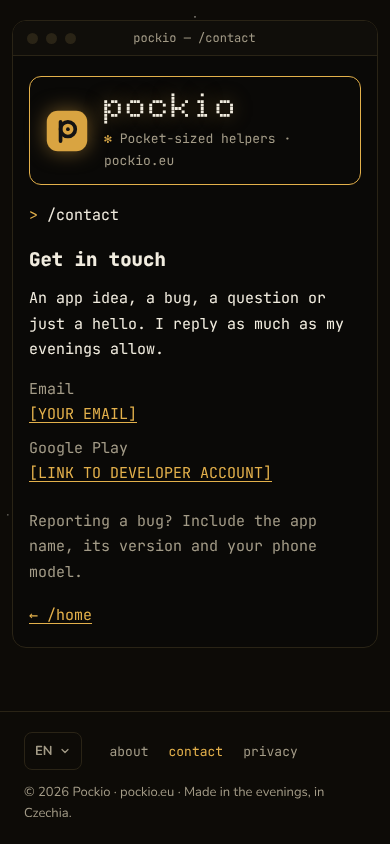 pockio — /contact
pockio
✻ Pocket-sized helpers ·
pockio.eu
> /contact
Get in touch
An app idea, a bug, a question or
just a hello. I reply as much as my
evenings allow.
Email
[YOUR EMAIL]
Google Play
[LINK TO DEVELOPER ACCOUNT]
Reporting a bug? Include the app
name, its version and your phone
model.
← /home
EN about contact privacy
© 2026 Pockio · pockio.eu · Made in the evenings, in
Czechia.